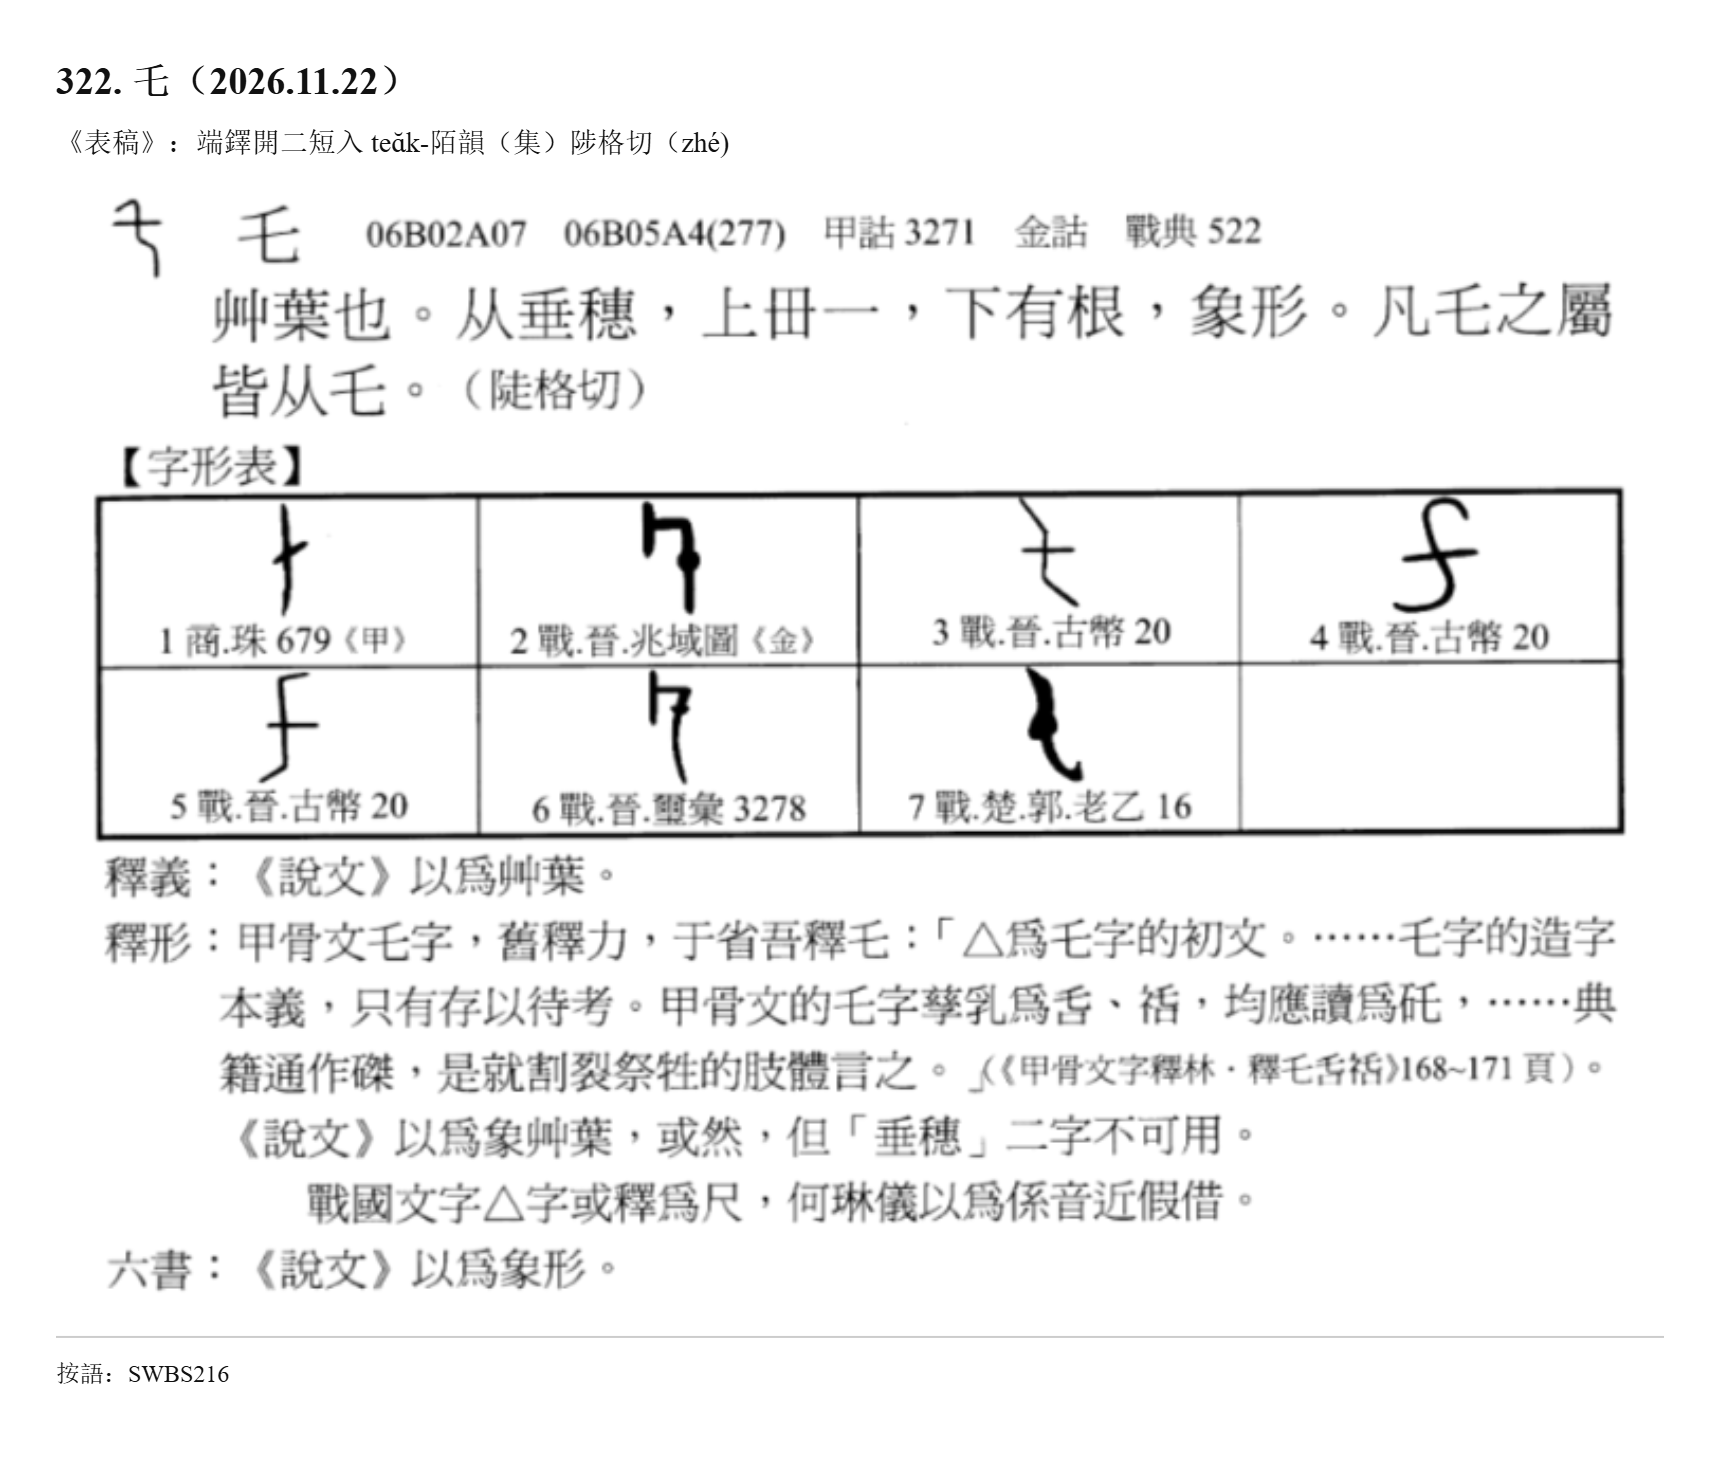 322. 乇（2026.11.22）
《表稿》：端鐸開二短入 teăk-陌韻（集）陟格切（zhé)
乇 06B02A07 06B05A4(277) 甲詁 3271 金詁 戰典 522
艸葉也。从垂穗，上毌一，下有根，象形。凡乇之屬
皆从乇。（陡格切）
【字形表】
1 商.珠 679《甲》 2 戰.晉.兆域圖《金》 3 戰.晉.古幣 20 4 戰.晉.古幣 20
5 戰.晉.古幣 20 6 戰.晉.璽彙 3278 7 戰.楚.郭.老乙 16
釋義：《說文》以爲艸葉。
釋形：甲骨文乇字，舊釋力，于省吾釋乇：「△爲乇字的初文。……乇字的造字
本義，只有存以待考。甲骨文的乇字孳乳爲舌、䄆，均應讀爲矺，……典
籍通作磔，是就割裂祭牲的肢體言之。」（《甲骨文字釋林．釋乇舌䄆》168~171 頁）。
《說文》以爲象艸葉，或然，但「垂穗」二字不可用。
戰國文字△字或釋爲尺，何琳儀以爲係音近假借。
六書：《說文》以爲象形。
按語：SWBS216